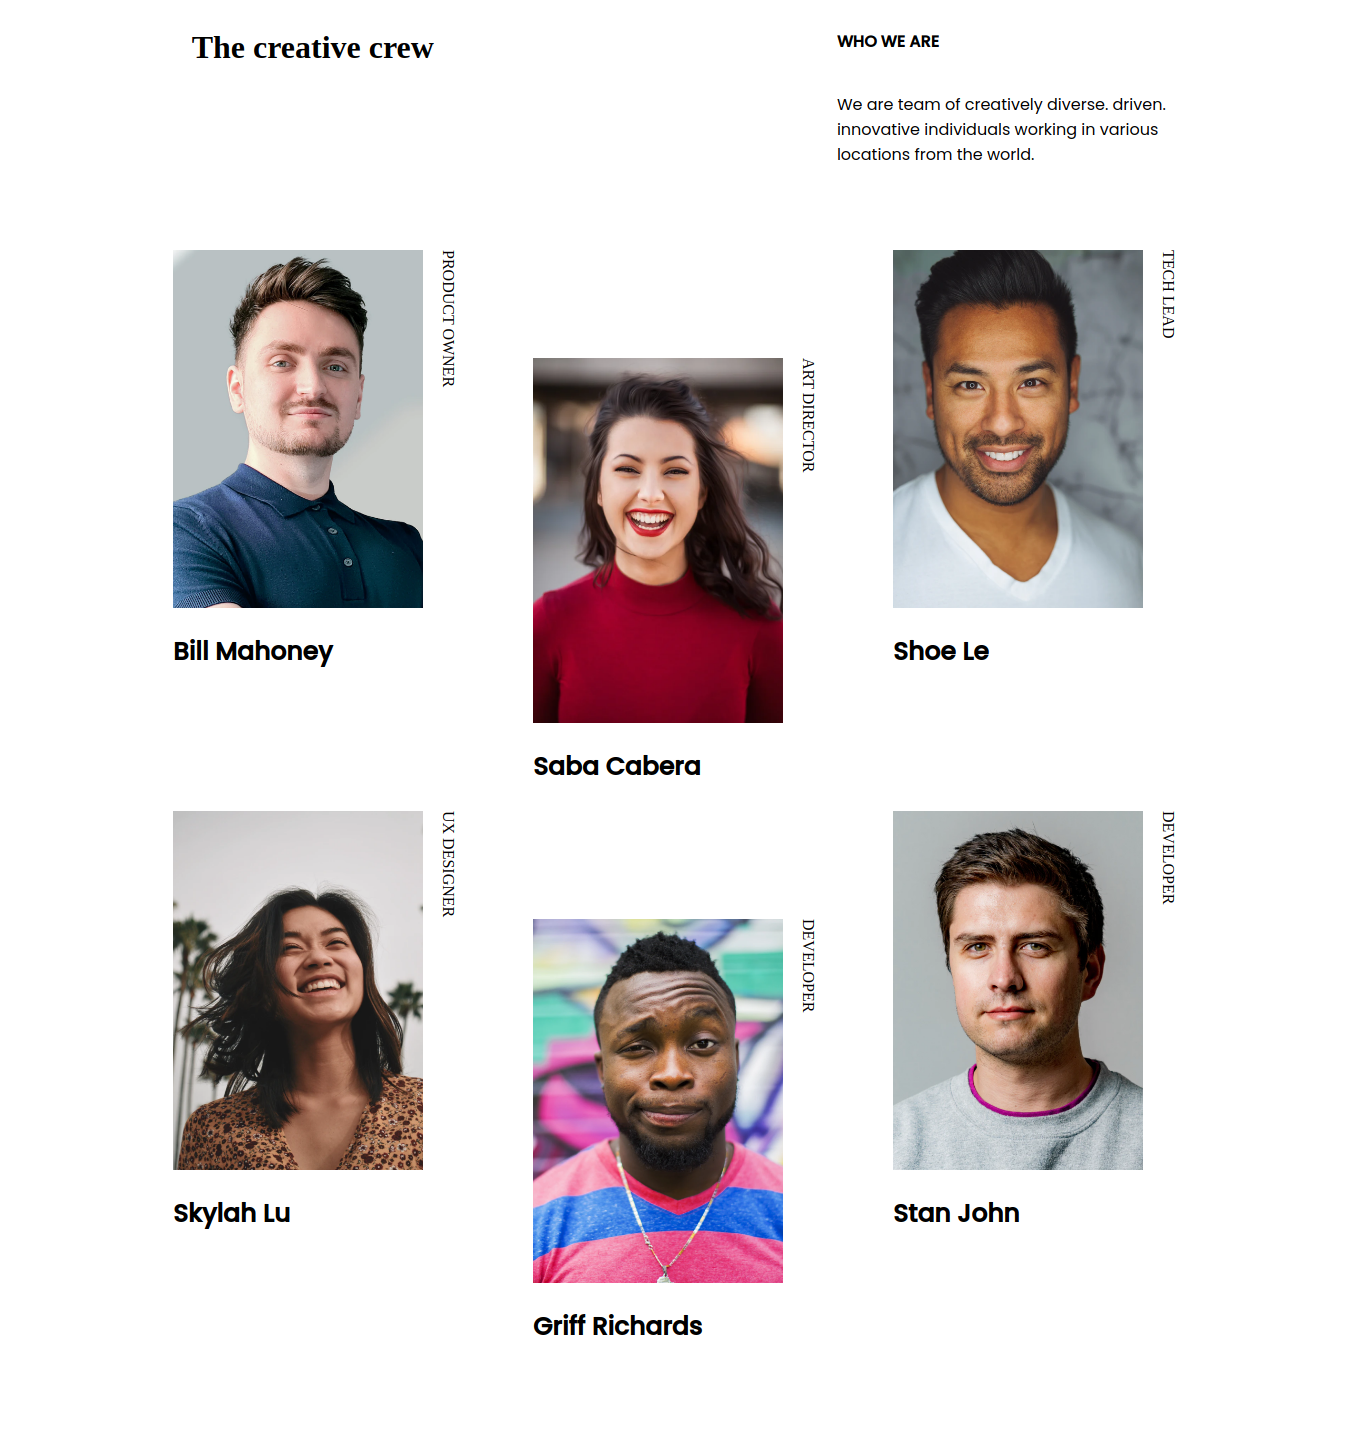 The creative crew
WHO WE ARE
We are team of creatively diverse. driven.
innovative individuals working in various
locations from the world.
PRODUCT OWNER
Bill Mahoney
ART DIRECTOR
Saba Cabera
TECH LEAD
Shoe Le
UX DESIGNER
Skylah Lu
DEVELOPER
Griff Richards
DEVELOPER
Stan John